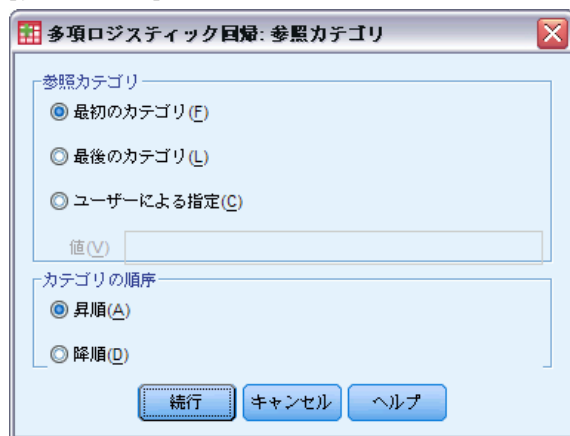 多項ロジスティック回帰: 参照カテゴリ
参照カテゴリ
最初のカテゴリ(F)
最後のカテゴリ(L)
ユーザーによる指定(C)
値(V)
カテゴリの順序
昇順(A)
降順(D)
続行 キャンセル ヘルプ